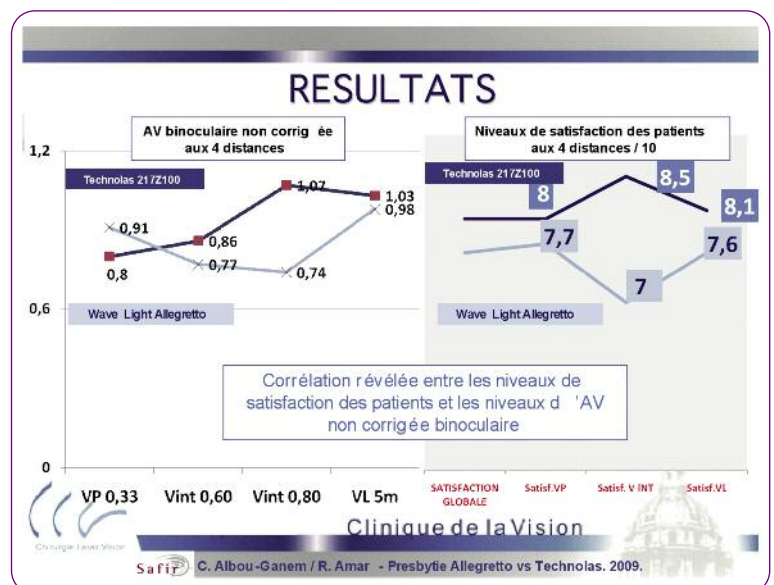 RESULTATS
AV binoculaire non corrig ée
aux 4 distances
Niveaux de satisfaction des patients
aux 4 distances / 10
1,2
0,6
0
Technolas 217Z100
0,91
0,8
0,86
0,77
1,07
0,74
1,03
0,98
Wave Light Allegretto
Technolas 217Z100
8
8,5
8,1
7,7
7
7,6
Wave Light Allegretto
Corrélation révélée entre les niveaux de
satisfaction des patients et les niveaux d 'AV
non corrigée binoculaire
VP 0,33
Vint 0,60
Vint 0,80
VL 5m
SATISFACTION
GLOBALE
Satisf.VP
Satisf. V INT
Satisf.VL
Clinique de la Vision
Chirurgie Laser Vision
Safir
C. Albou-Ganem / R. Amar - Presbytie Allegretto vs Technolas. 2009.